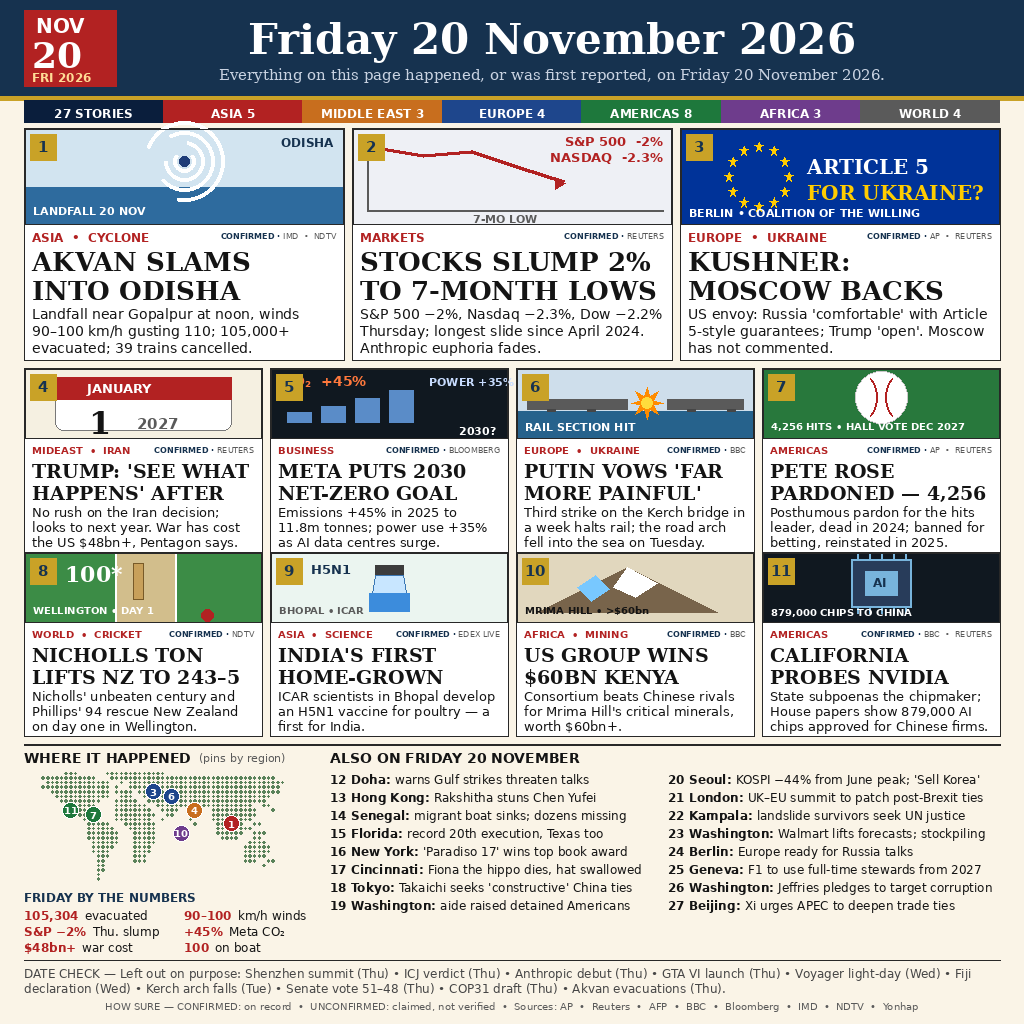 NOV
20
FRI 2026
Friday 20 November 2026
Everything on this page happened, or was first reported, on Friday 20 November 2026.
27 STORIES
ASIA 5
MIDDLE EAST 3
EUROPE 4
AMERICAS 8
AFRICA 3
WORLD 4
1
ODISHA
LANDFALL 20 NOV
ASIA • CYCLONE
CONFIRMED • IMD • NDTV
AKVAN SLAMS
INTO ODISHA
Landfall near Gopalpur at noon, winds
90–100 km/h gusting 110; 105,000+
evacuated; 39 trains cancelled.
2
S&P 500 -2%
NASDAQ -2.3%
7-MO LOW
MARKETS
CONFIRMED • REUTERS
STOCKS SLUMP 2%
TO 7-MONTH LOWS
S&P 500 −2%, Nasdaq −2.3%, Dow −2.2%
Thursday; longest slide since April 2024.
Anthropic euphoria fades.
3
ARTICLE 5
FOR UKRAINE?
BERLIN • COALITION OF THE WILLING
EUROPE • UKRAINE
CONFIRMED • AP • REUTERS
KUSHNER:
MOSCOW BACKS
US envoy: Russia 'comfortable' with Article
5-style guarantees; Trump 'open'. Moscow
has not commented.
4
JANUARY
1 2027
MIDEAST • IRAN
CONFIRMED • REUTERS
TRUMP: 'SEE WHAT
HAPPENS' AFTER
No rush on the Iran decision;
looks to next year. War has cost
the US $48bn+, Pentagon says.
5
₂ +45%
POWER +35%
2030?
BUSINESS
CONFIRMED • BLOOMBERG
META PUTS 2030
NET-ZERO GOAL
Emissions +45% in 2025 to
11.8m tonnes; power use +35%
as AI data centres surge.
6
RAIL SECTION HIT
EUROPE • UKRAINE
CONFIRMED • BBC
PUTIN VOWS 'FAR
MORE PAINFUL'
Third strike on the Kerch bridge in
a week halts rail; the road arch
fell into the sea on Tuesday.
7
4,256 HITS • HALL VOTE DEC 2027
AMERICAS
CONFIRMED • AP • REUTERS
PETE ROSE
PARDONED — 4,256
Posthumous pardon for the hits
leader, dead in 2024; banned for
betting, reinstated in 2025.
8
100*
WELLINGTON • DAY 1
WORLD • CRICKET
CONFIRMED • NDTV
NICHOLLS TON
LIFTS NZ TO 243–5
Nicholls' unbeaten century and
Phillips' 94 rescue New Zealand
on day one in Wellington.
9
H5N1
BHOPAL • ICAR
ASIA • SCIENCE
CONFIRMED • EDEX LIVE
INDIA'S FIRST
HOME-GROWN
ICAR scientists in Bhopal develop
an H5N1 vaccine for poultry — a
first for India.
10
MRIMA HILL • >$60bn
AFRICA • MINING
CONFIRMED • BBC
US GROUP WINS
$60BN KENYA
Consortium beats Chinese rivals
for Mrima Hill's critical minerals,
worth $60bn+.
11
AI
879,000 CHIPS TO CHINA
AMERICAS
CONFIRMED • BBC • REUTERS
CALIFORNIA
PROBES NVIDIA
State subpoenas the chipmaker;
House papers show 879,000 AI
chips approved for Chinese firms.
WHERE IT HAPPENED (pins by region)
3
6
11
7
4
1
10
FRIDAY BY THE NUMBERS
105,304 evacuated
90–100 km/h winds
S&P −2% Thu. slump
+45% Meta CO₂
$48bn+ war cost
100 on boat
ALSO ON FRIDAY 20 NOVEMBER
12 Doha: warns Gulf strikes threaten talks
13 Hong Kong: Rakshitha stuns Chen Yufei
14 Senegal: migrant boat sinks; dozens missing
15 Florida: record 20th execution, Texas too
16 New York: 'Paradiso 17' wins top book award
17 Cincinnati: Fiona the hippo dies, hat swallowed
18 Tokyo: Takaichi seeks 'constructive' China ties
19 Washington: aide raised detained Americans
20 Seoul: KOSPI −44% from June peak; 'Sell Korea'
21 London: UK–EU summit to patch post-Brexit ties
22 Kampala: landslide survivors seek UN justice
23 Washington: Walmart lifts forecasts; stockpiling
24 Berlin: Europe ready for Russia talks
25 Geneva: F1 to use full-time stewards from 2027
26 Washington: Jeffries pledges to target corruption
27 Beijing: Xi urges APEC to deepen trade ties
DATE CHECK — Left out on purpose: Shenzhen summit (Thu) • ICJ verdict (Thu) • Anthropic debut (Thu) • GTA VI launch (Thu) • Voyager light-day (Wed) • Fiji
declaration (Wed) • Kerch arch falls (Tue) • Senate vote 51–48 (Thu) • COP31 draft (Thu) • Akvan evacuations (Thu).
HOW SURE — CONFIRMED: on record • UNCONFIRMED: claimed, not verified • Sources: AP • Reuters • AFP • BBC • Bloomberg • IMD • NDTV • Yonhap